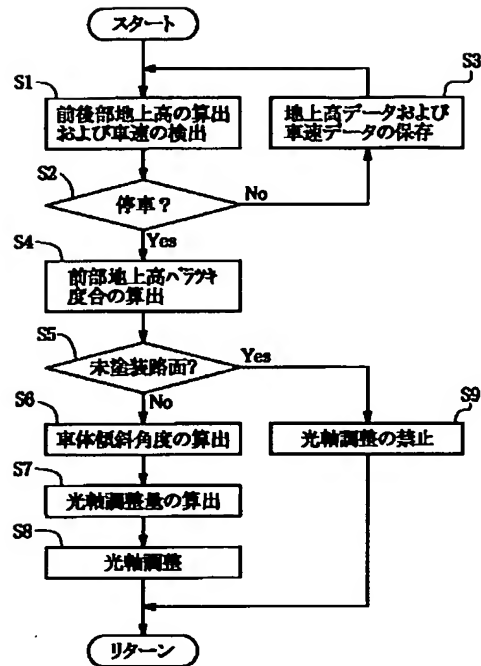 スタート
S1
前後部地上高の算出
および車速の検出
S3
地上高データおよび
車速データの保存
S2
停車?
No
Yes
S4
前部地上高バラツキ
度合の算出
S5
未塗装路面?
Yes
No
S6
車体傾斜角度の算出
S9
光軸調整の禁止
S7
光軸調整量の算出
S8
光軸調整
リターン